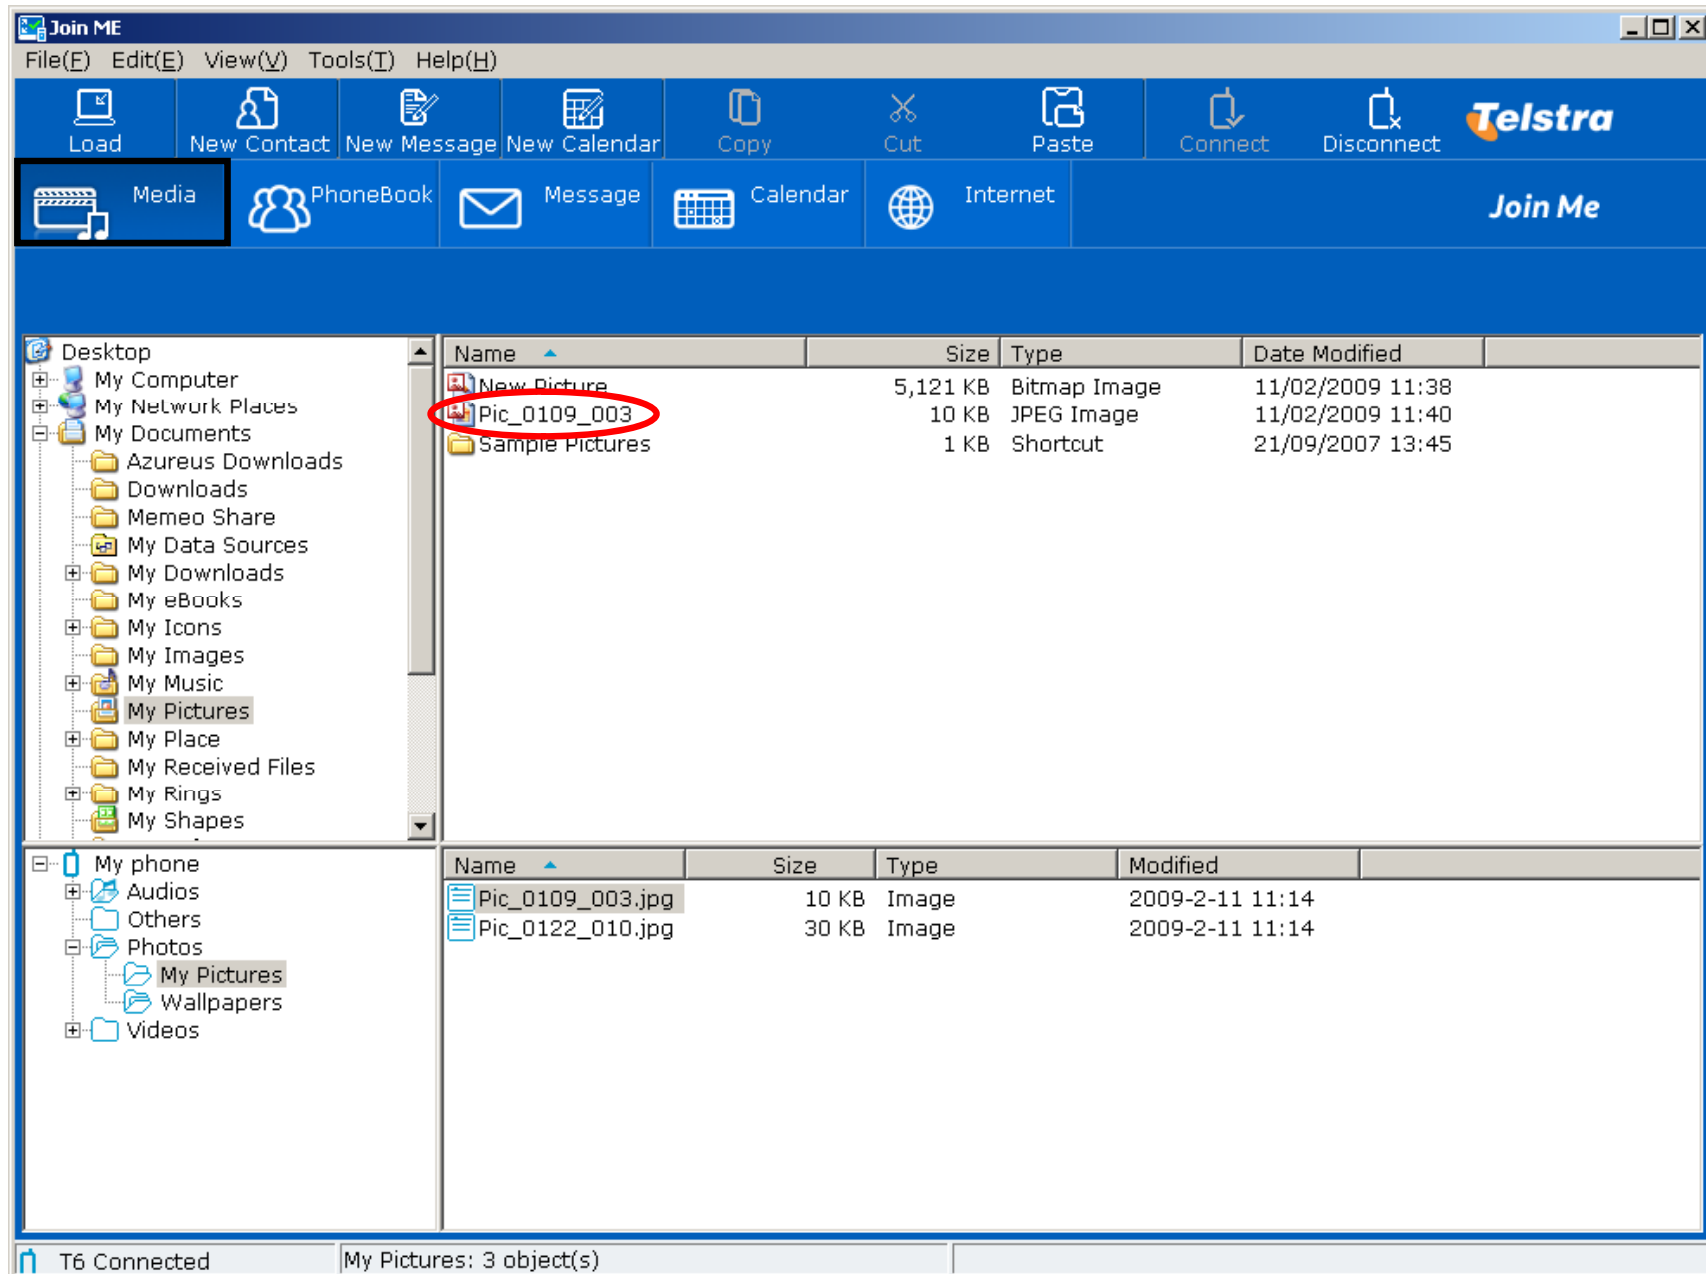 Join ME
File(F) Edit(E) View(V) Tools(T) Help(H)
Load New Contact New Message New Calendar Copy Cut Paste Connect Disconnect Telstra
Media PhoneBook Message Calendar Internet Join Me
Desktop
My Computer
My Network Places
My Documents
Azureus Downloads
Downloads
Memeo Share
My Data Sources
My Downloads
My eBooks
My Icons
My Images
My Music
My Pictures
My Place
My Received Files
My Rings
My Shapes
Name Size Type Date Modified
New Picture 5,121 KB Bitmap Image 11/02/2009 11:38
Pic_0109_003 10 KB JPEG Image 11/02/2009 11:40
Sample Pictures 1 KB Shortcut 21/09/2007 13:45
My phone
Audios
Others
Photos
My Pictures
Wallpapers
Videos
Name Size Type Modified
Pic_0109_003.jpg 10 KB Image 2009-2-11 11:14
Pic_0122_010.jpg 30 KB Image 2009-2-11 11:14
T6 Connected My Pictures: 3 object(s)